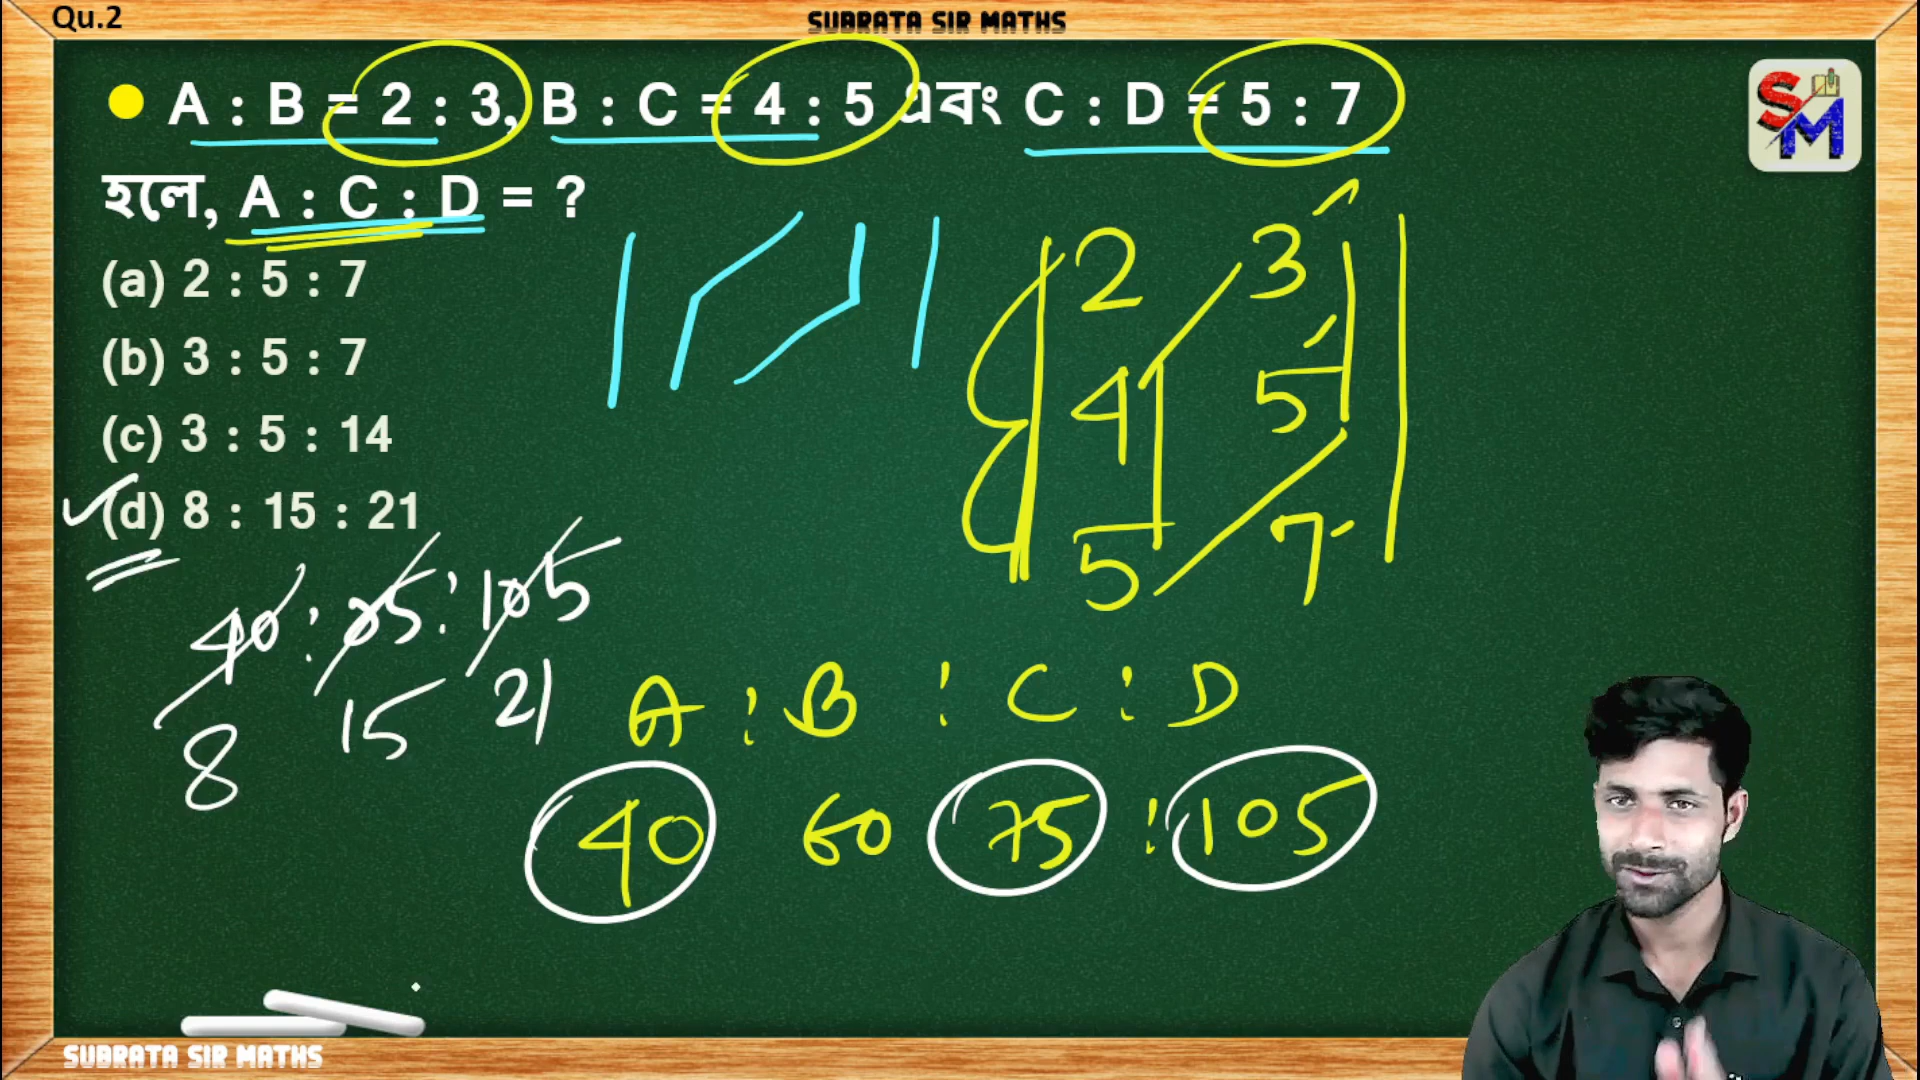 Qu.2
SUBRATA SIR MATHS
A : B = 2 : 3, B : C = 4 : 5 এবং C : D = 5 : 7
SM
হলে, A : C : D = ?
(a) 2 : 5 : 7
(b) 3 : 5 : 7
(c) 3 : 5 : 14
(d) 8 : 15 : 21
2 3
4 5
5 7
40 : 75 : 105
8 15 21
A : B : C : D
40 60 75 : 105
SUBRATA SIR MATHS